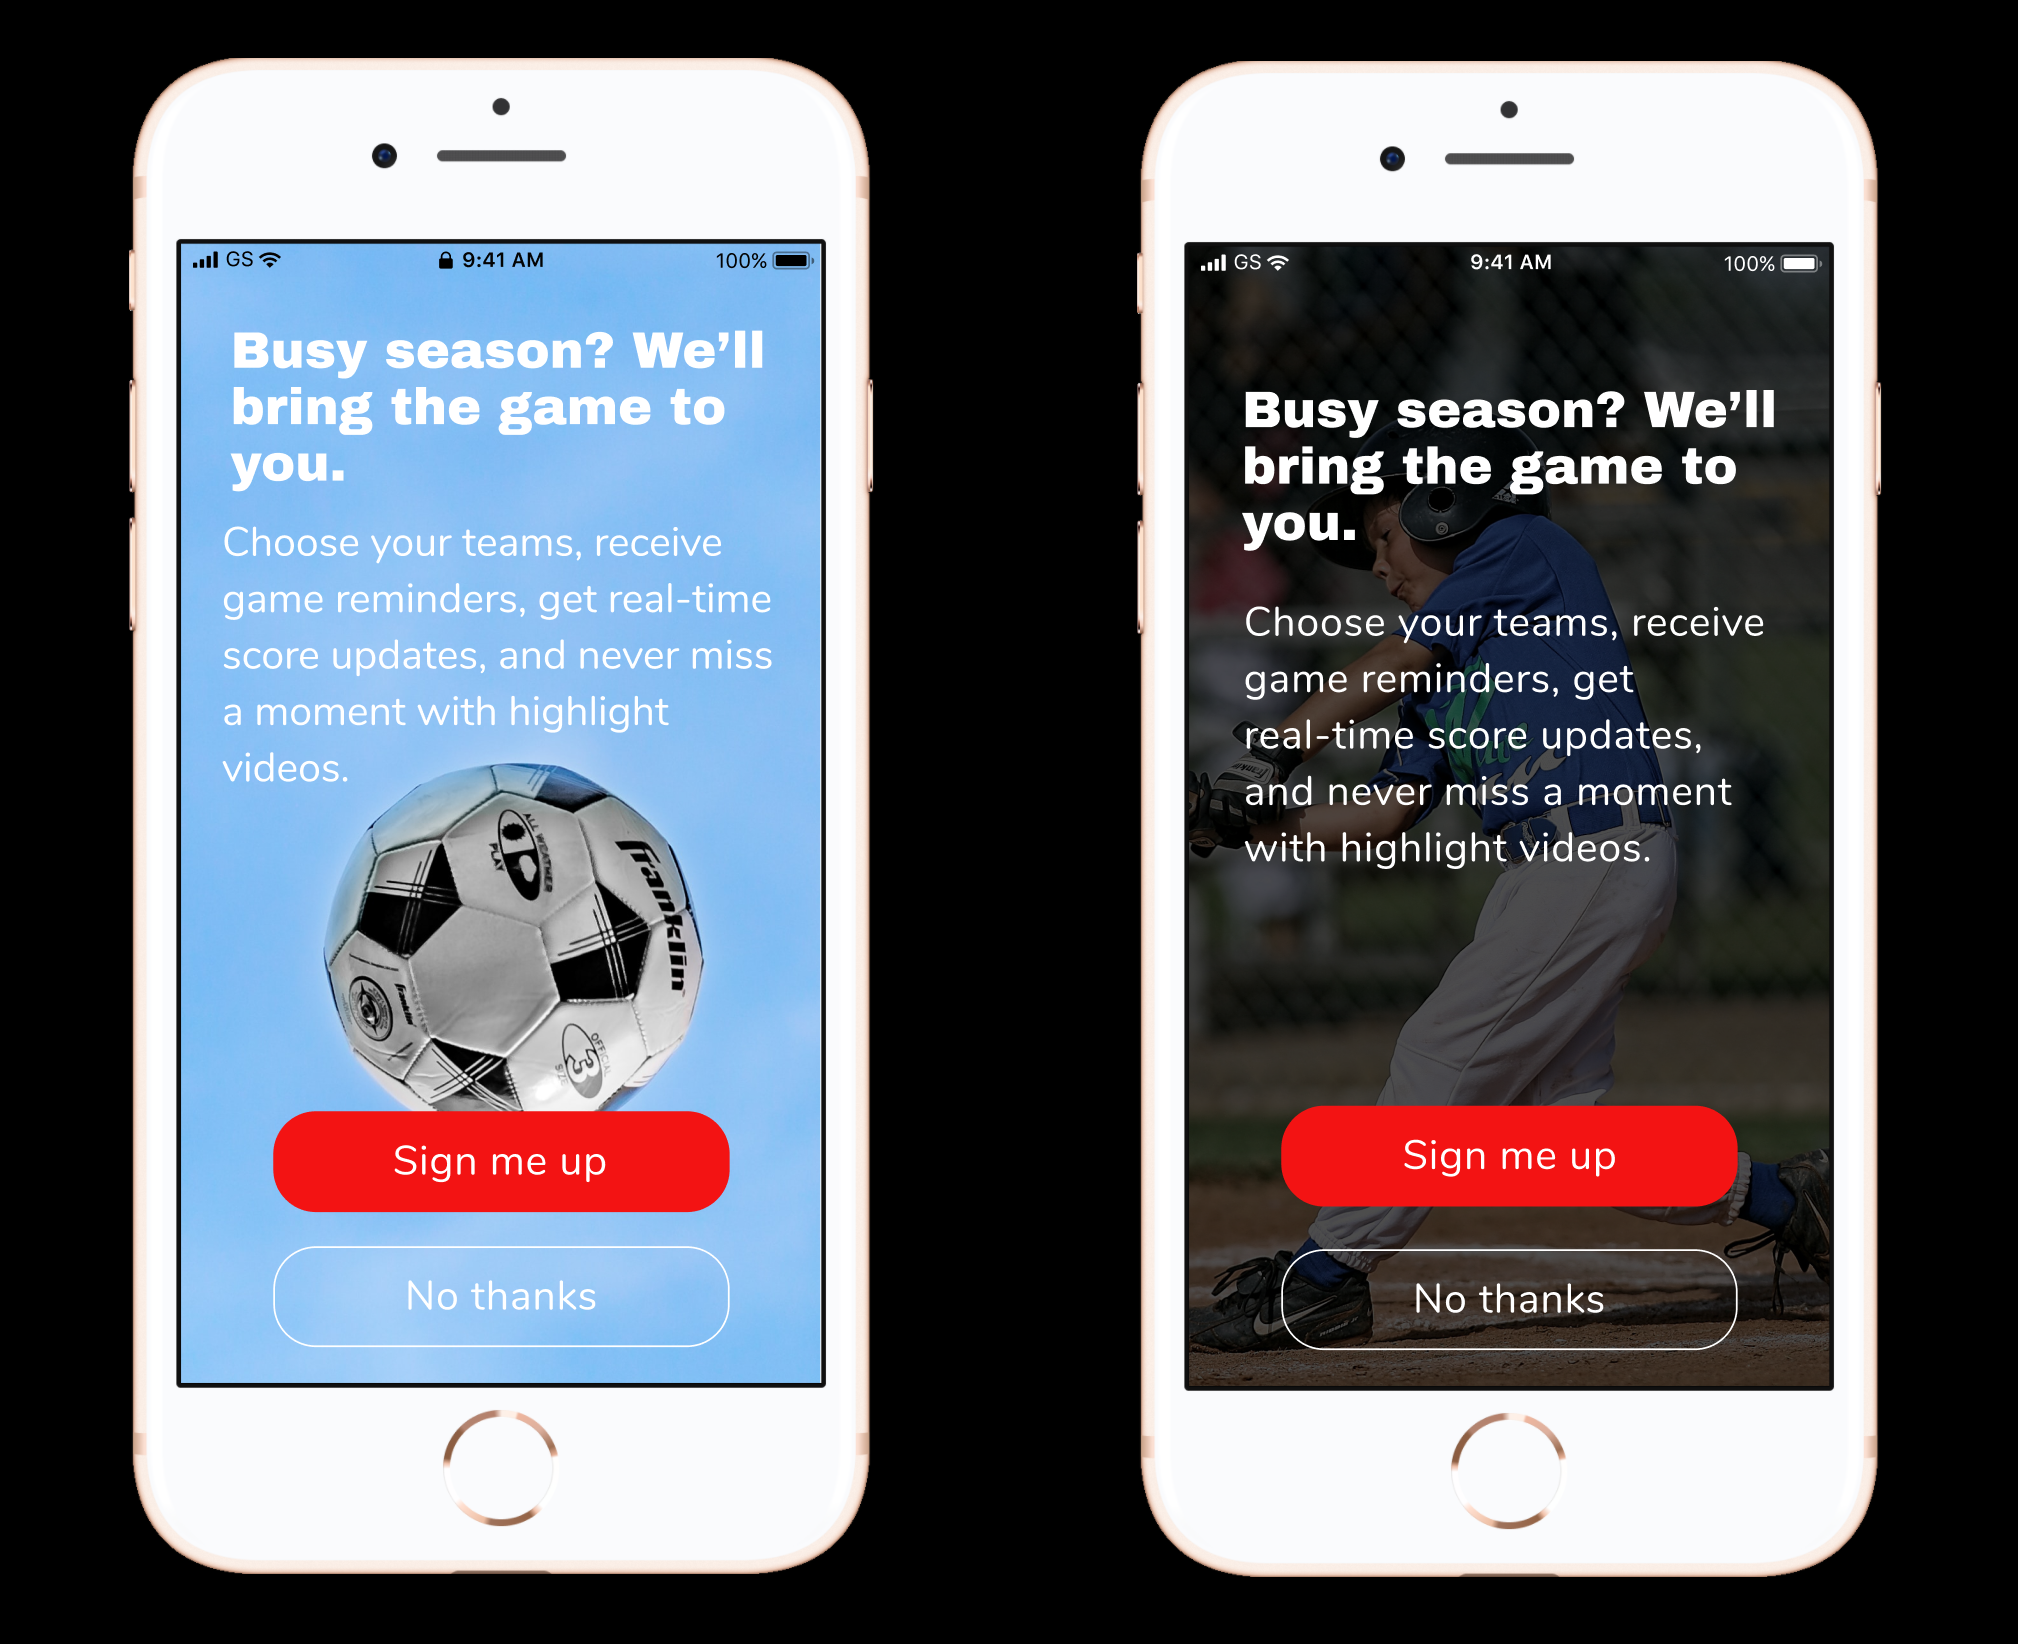 GS 9:41 AM 100%
Busy season? We’ll
bring the game to
you.
Choose your teams, receive
game reminders, get real-time
score updates, and never miss
a moment with highlight
videos.
ALL WEATHER
PLAY
Franklin
Franklin
OFFICIAL
SIZE
3
Sign me up
No thanks
GS 9:41 AM 100%
Busy season? We’ll
bring the game to
you.
Choose your teams, receive
game reminders, get
real-time score updates,
and never miss a moment
with highlight videos.
Franklin
Sign me up
No thanks